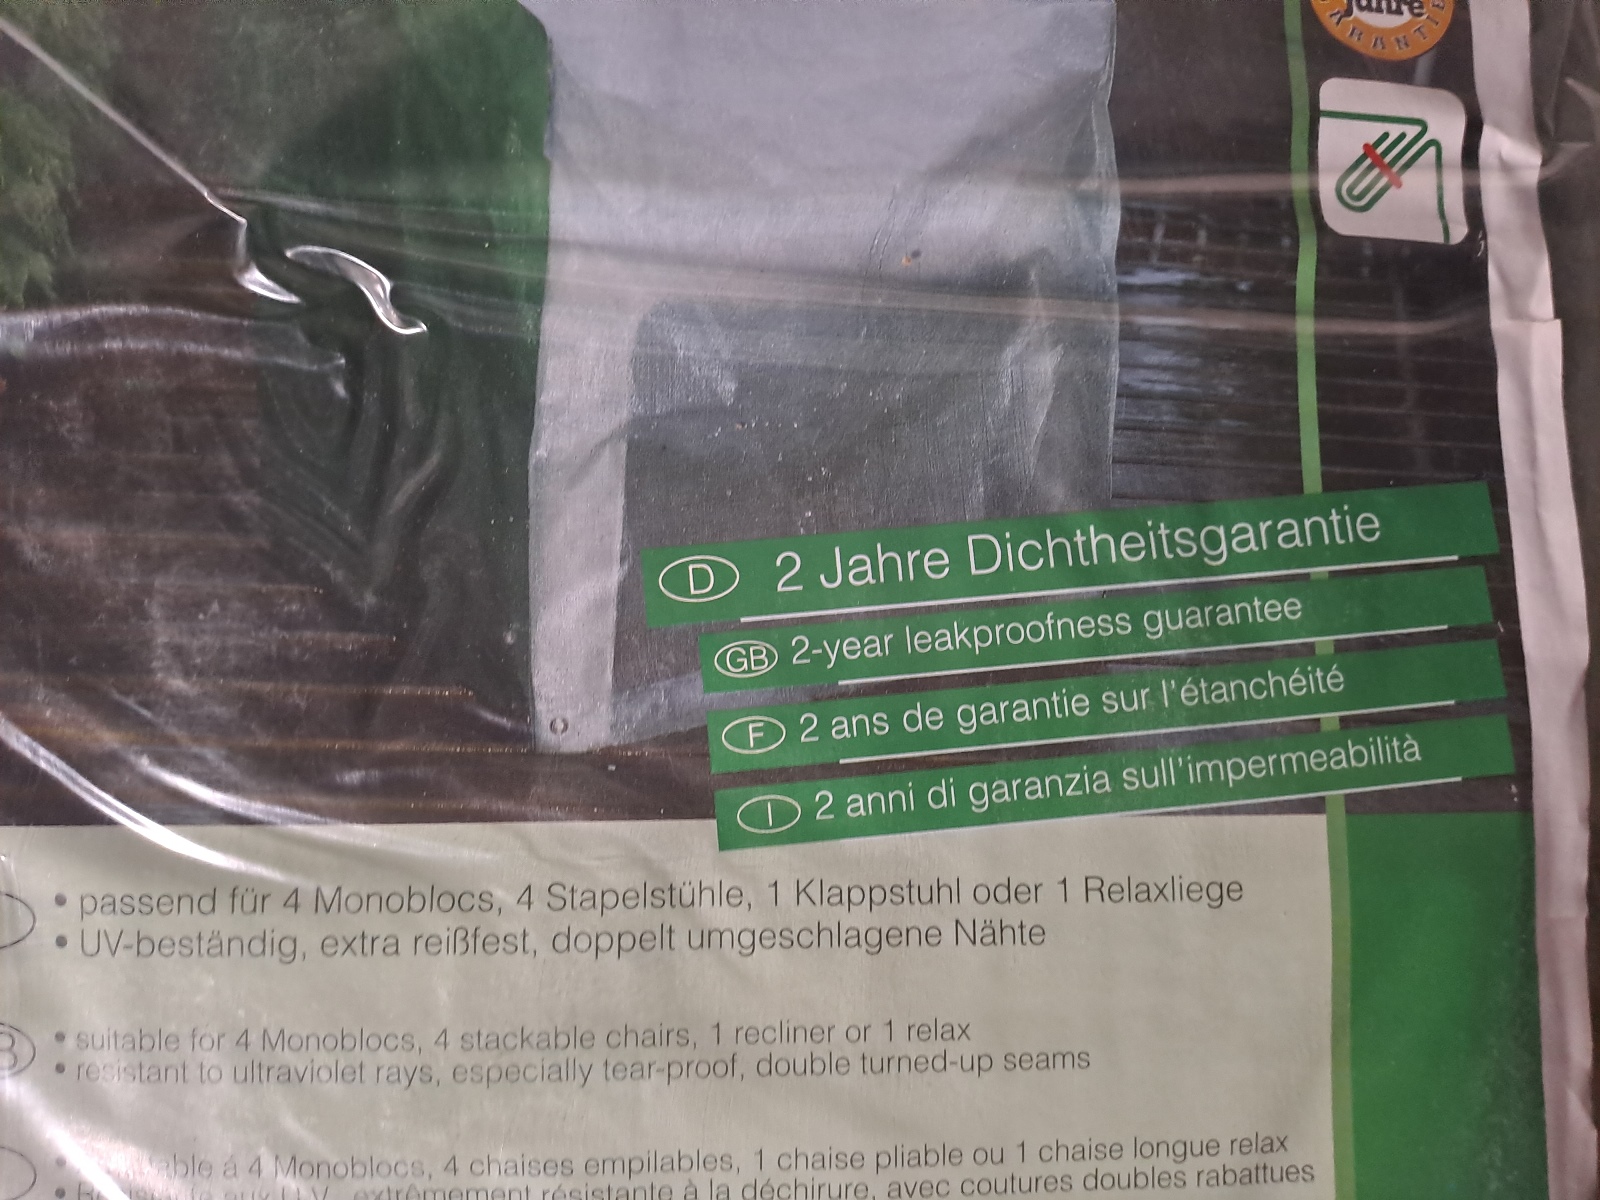 Jahre
GARANTIE
D 2 Jahre Dichtheitsgarantie
GB 2-year leakproofness guarantee
F 2 ans de garantie sur l'étanchéité
I 2 anni di garanzia sull'impermeabilità
• passend für 4 Monoblocs, 4 Stapelstühle, 1 Klappstuhl oder 1 Relaxliege
• UV-beständig, extra reißfest, doppelt umgeschlagene Nähte
• suitable for 4 Monoblocs, 4 stackable chairs, 1 recliner or 1 relax
• resistant to ultraviolet rays, especially tear-proof, double turned-up seams
• á 4 Monoblocs, 4 chaises empilables, 1 chaise pliable ou 1 chaise longue relax
• aux U.V., extrêmement résistante à la déchirure, avec coutures doubles rabattues